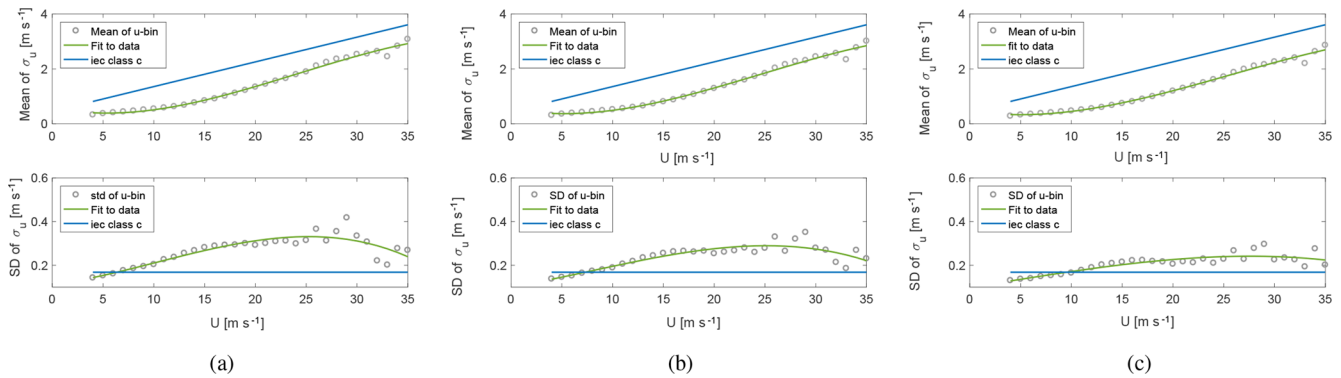 4
2
0
Mean of σu [m s-1]
Mean of u-bin
Fit to data
iec class c
0 5 10 15 20 25 30 35
U [m s-1]
0.6
0.4
0.2
SD of σu [m s-1]
std of u-bin
Fit to data
iec class c
0 5 10 15 20 25 30 35
U [m s-1]
(a)
4
2
0
Mean of σu [m s-1]
Mean of u-bin
Fit to data
iec class c
0 5 10 15 20 25 30 35
U [m s-1]
0.6
0.4
0.2
SD of σu [m s-1]
SD of u-bin
Fit to data
iec class c
0 5 10 15 20 25 30 35
U [m s-1]
(b)
4
2
0
Mean of σu [m s-1]
Mean of u-bin
fit to data
iec class c
0 5 10 15 20 25 30 35
U [m s-1]
0.6
0.4
0.2
SD of σu [m s-1]
SD of u-bin
Fit to data
iec class c
0 5 10 15 20 25 30 35
U [m s-1]
(c)